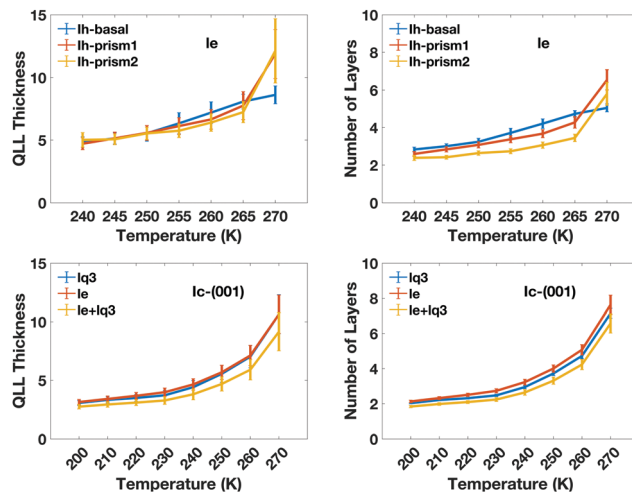 QLL Thickness
15
10
5
0
Ih-basal
Ih-prism1
Ih-prism2
Ie
240 245 250 255 260 265 270
Temperature (K)
Number of Layers
10
8
6
4
2
0
Ih-basal
Ih-prism1
Ih-prism2
Ie
240 245 250 255 260 265 270
Temperature (K)
QLL Thickness
15
10
5
0
lq3
Ie
Ie+lq3
Ic-(001)
200 210 220 230 240 250 260 270
Temperature (K)
Number of Layers
10
8
6
4
2
0
lq3
Ie
Ie+lq3
Ic-(001)
200 210 220 230 240 250 260 270
Temperature (K)